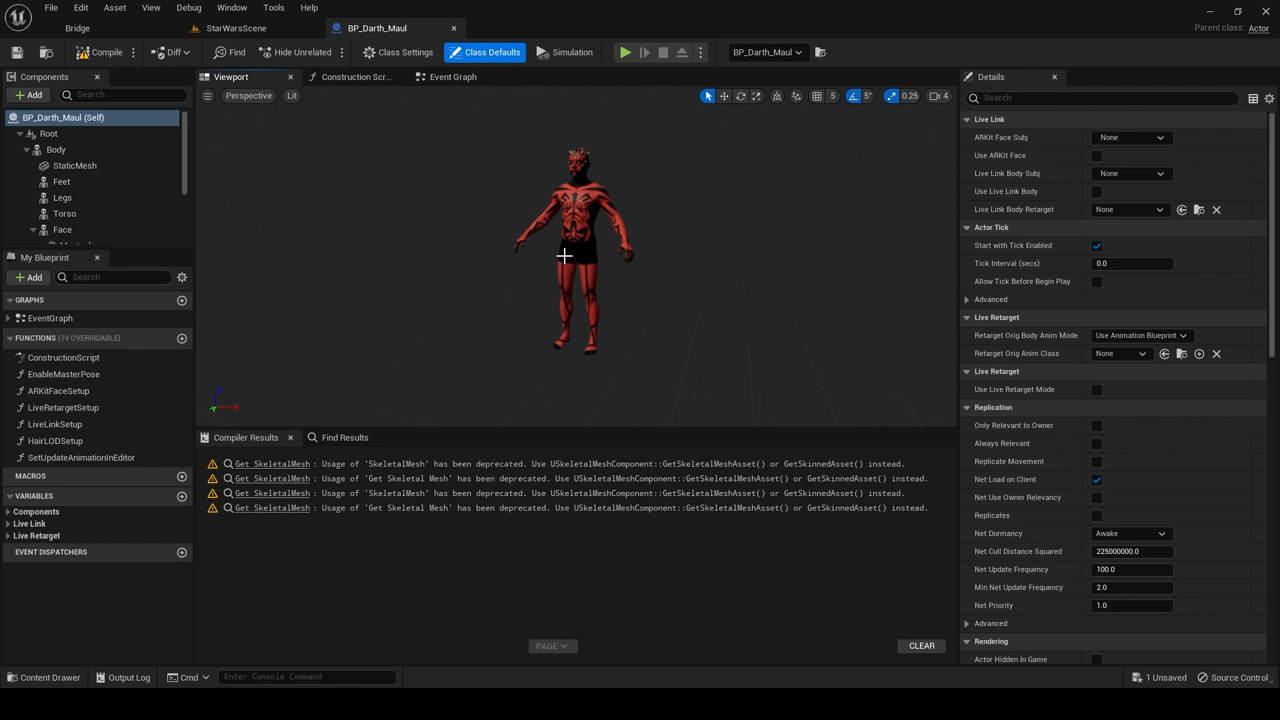 File Edit Asset View Debug Window Tools Help
Bridge StarWarsScene BP_Darth_Maul Parent class: Actor
Compile Diff Find Hide Unrelated Class Settings Class Defaults Simulation BP_Darth_Maul
Components Viewport Construction Scr... Event Graph Details
Add Search Perspective Lit 5 5° 0.25 4 Search
BP_Darth_Maul (Self)
Root
Body
StaticMesh
Feet
Legs
Torso
Face
My Blueprint
Add Search
GRAPHS
EventGraph
FUNCTIONS (19 OVERRIDABLE)
ConstructionScript
EnableMasterPose
ARKitFaceSetup
LiveRetargetSetup
LiveLinkSetup
HairLODSetup
SetUpdateAnimationInEditor
MACROS
VARIABLES
Components
Live Link
Live Retarget
EVENT DISPATCHERS
Z
X
Compiler Results Find Results
Get SkeletalMesh : Usage of 'SkeletalMesh' has been deprecated. Use USkeletalMeshComponent::GetSkeletalMeshAsset() or GetSkinnedAsset() instead.
Get SkeletalMesh : Usage of 'Get Skeletal Mesh' has been deprecated. Use USkeletalMeshComponent::GetSkeletalMeshAsset() or GetSkinnedAsset() instead.
Get SkeletalMesh : Usage of 'SkeletalMesh' has been deprecated. Use USkeletalMeshComponent::GetSkeletalMeshAsset() or GetSkinnedAsset() instead.
Get SkeletalMesh : Usage of 'Get Skeletal Mesh' has been deprecated. Use USkeletalMeshComponent::GetSkeletalMeshAsset() or GetSkinnedAsset() instead.
PAGE CLEAR
Live Link
ARKit Face Subj None
Use ARKit Face
Live Link Body Subj None
Use Live Link Body
Live Link Body Retarget None
Actor Tick
Start with Tick Enabled
Tick Interval (secs) 0.0
Allow Tick Before Begin Play
Advanced
Live Retarget
Retarget Orig Body Anim Mode Use Animation Blueprint
Retarget Orig Anim Class None
Live Retarget
Use Live Retarget Mode
Replication
Only Relevant to Owner
Always Relevant
Replicate Movement
Net Load on Client
Net Use Owner Relevancy
Replicates
Net Dormancy Awake
Net Cull Distance Squared 225000000.0
Net Update Frequency 100.0
Min Net Update Frequency 2.0
Net Priority 1.0
Advanced
Rendering
Actor Hidden In Game
Content Drawer Output Log Cmd Enter Console Command 1 Unsaved Source Control